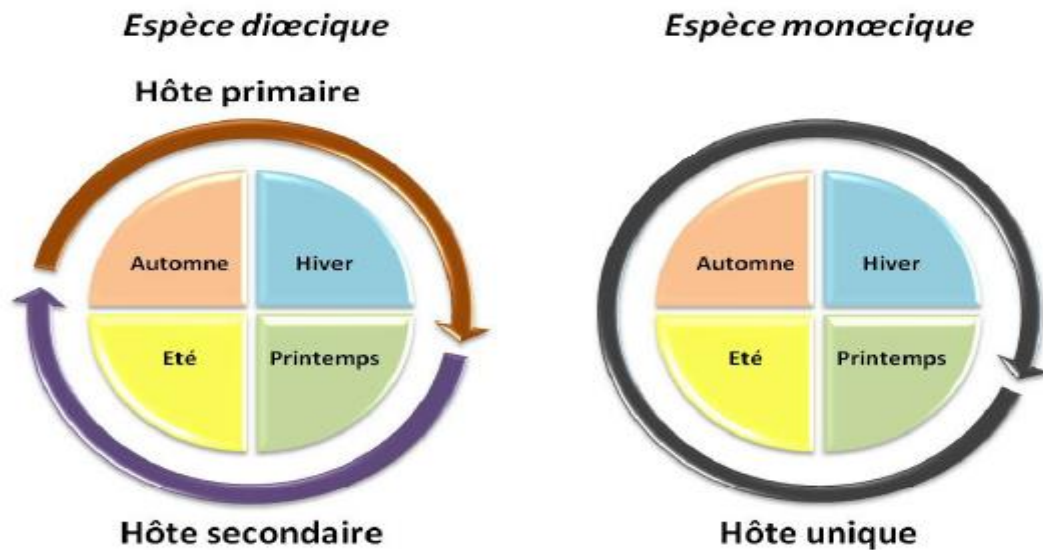 Espèce diœcique
Espèce monœcique
Hôte primaire
Automne
Hiver
Eté
Printemps
Automne
Hiver
Eté
Printemps
Hôte secondaire
Hôte unique